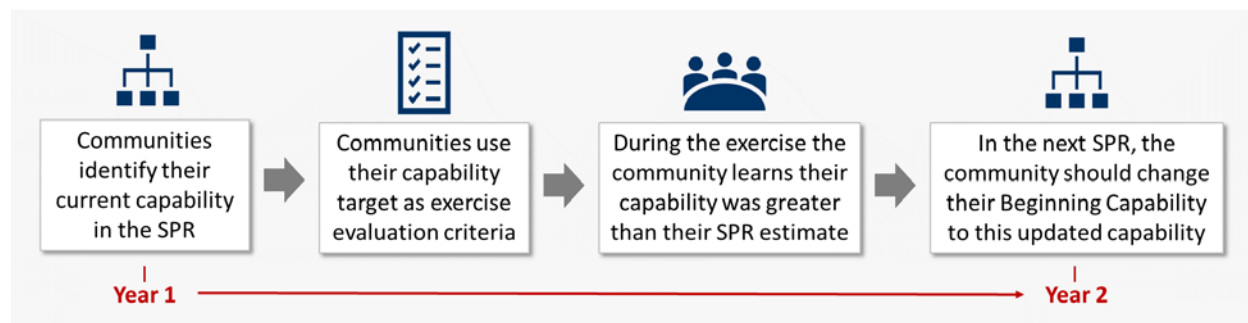 Communities
identify their
current capability
in the SPR
Communities use
their capability
target as exercise
evaluation criteria
During the exercise the
community learns their
capability was greater
than their SPR estimate
In the next SPR, the
community should change
their Beginning Capability
to this updated capability
Year 1
Year 2